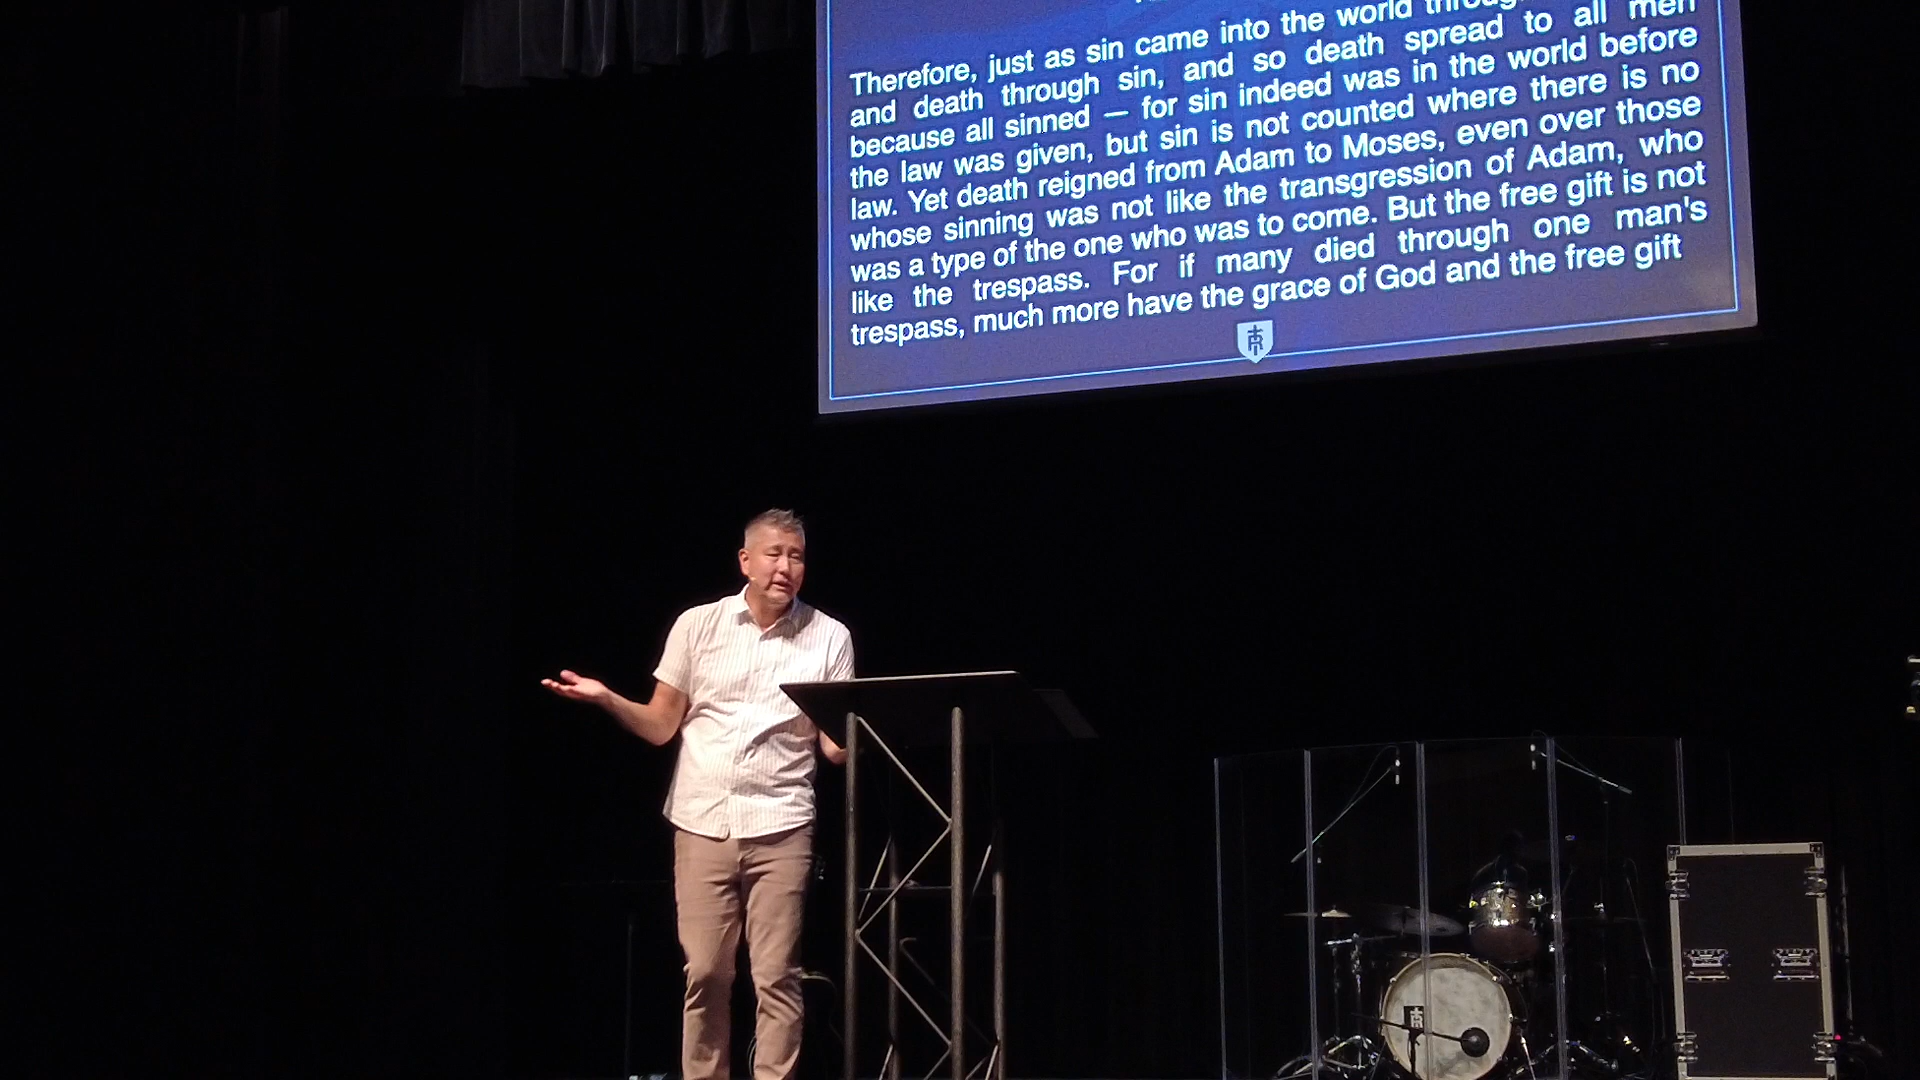 Therefore, just as sin came into the world
and death through sin, and so death spread to all men
because all sinned — for sin indeed was in the world before
the law was given, but sin is not counted where there is no
law. Yet death reigned from Adam to Moses, even over those
whose sinning was not like the transgression of Adam, who
was a type of the one who was to come. But the free gift is not
like the trespass. For if many died through one man's
trespass, much more have the grace of God and the free gift